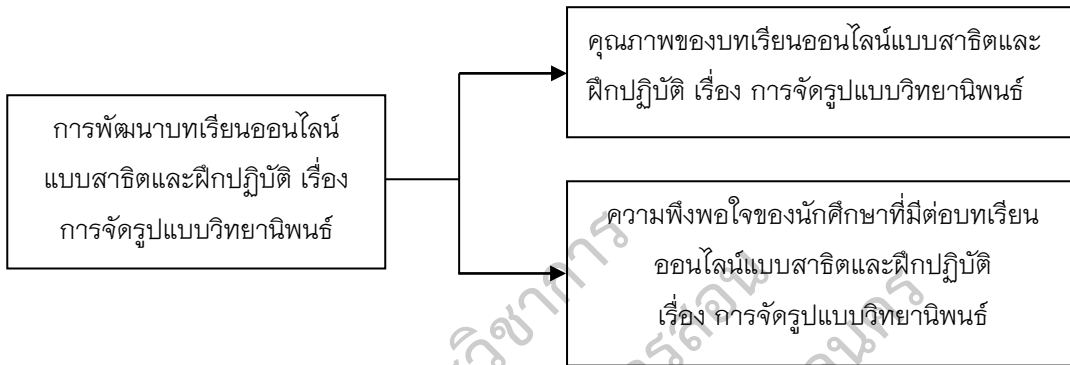 คุณภาพของบทเรียนออนไลน์แบบสาธิตและ
ฝึกปฏิบัติ เรื่อง การจัดรูปแบบวิทยานิพนธ์
การพัฒนาบทเรียนออนไลน์
แบบสาธิตและฝึกปฏิบัติ เรื่อง
การจัดรูปแบบวิทยานิพนธ์
ความพึงพอใจของนักศึกษาที่มีต่อบทเรียน
ออนไลน์แบบสาธิตและฝึกปฏิบัติ
เรื่อง การจัดรูปแบบวิทยานิพนธ์